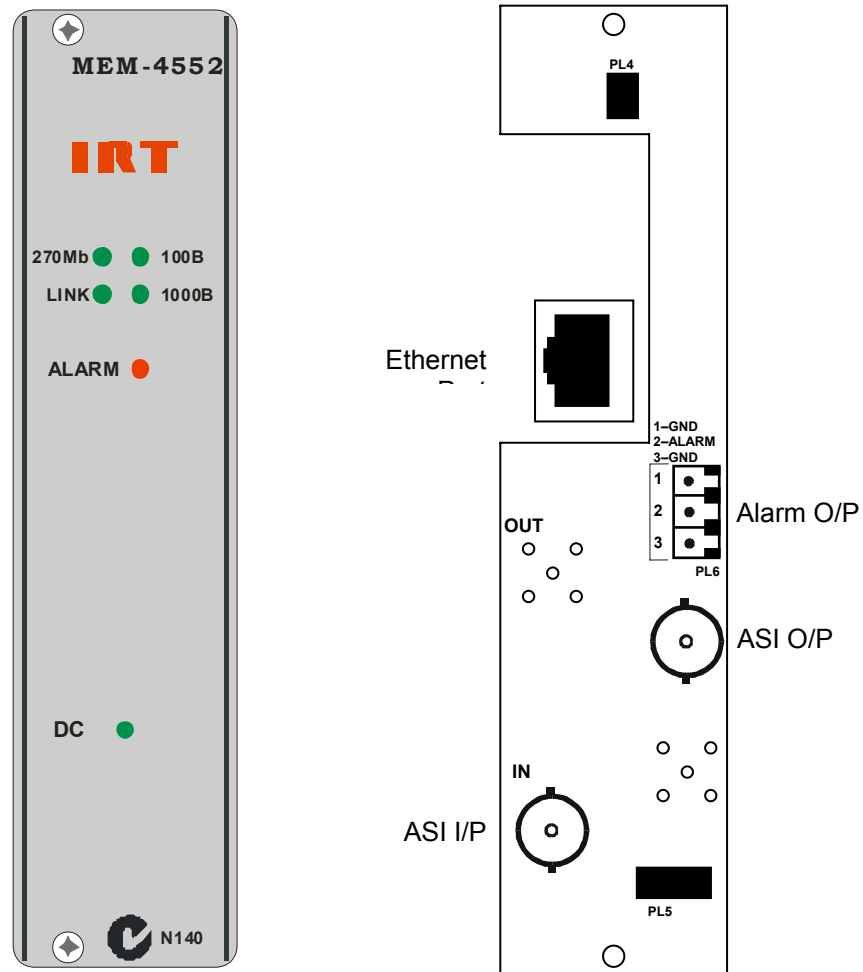 MEM-4552
IRT
270Mb
100B
LINK
1000B
ALARM
DC
N140
PL4
Ethernet
1–GND
2–ALARM
3–GND
1
2
3
Alarm O/P
PL6
OUT
ASI O/P
IN
ASI I/P
PL5